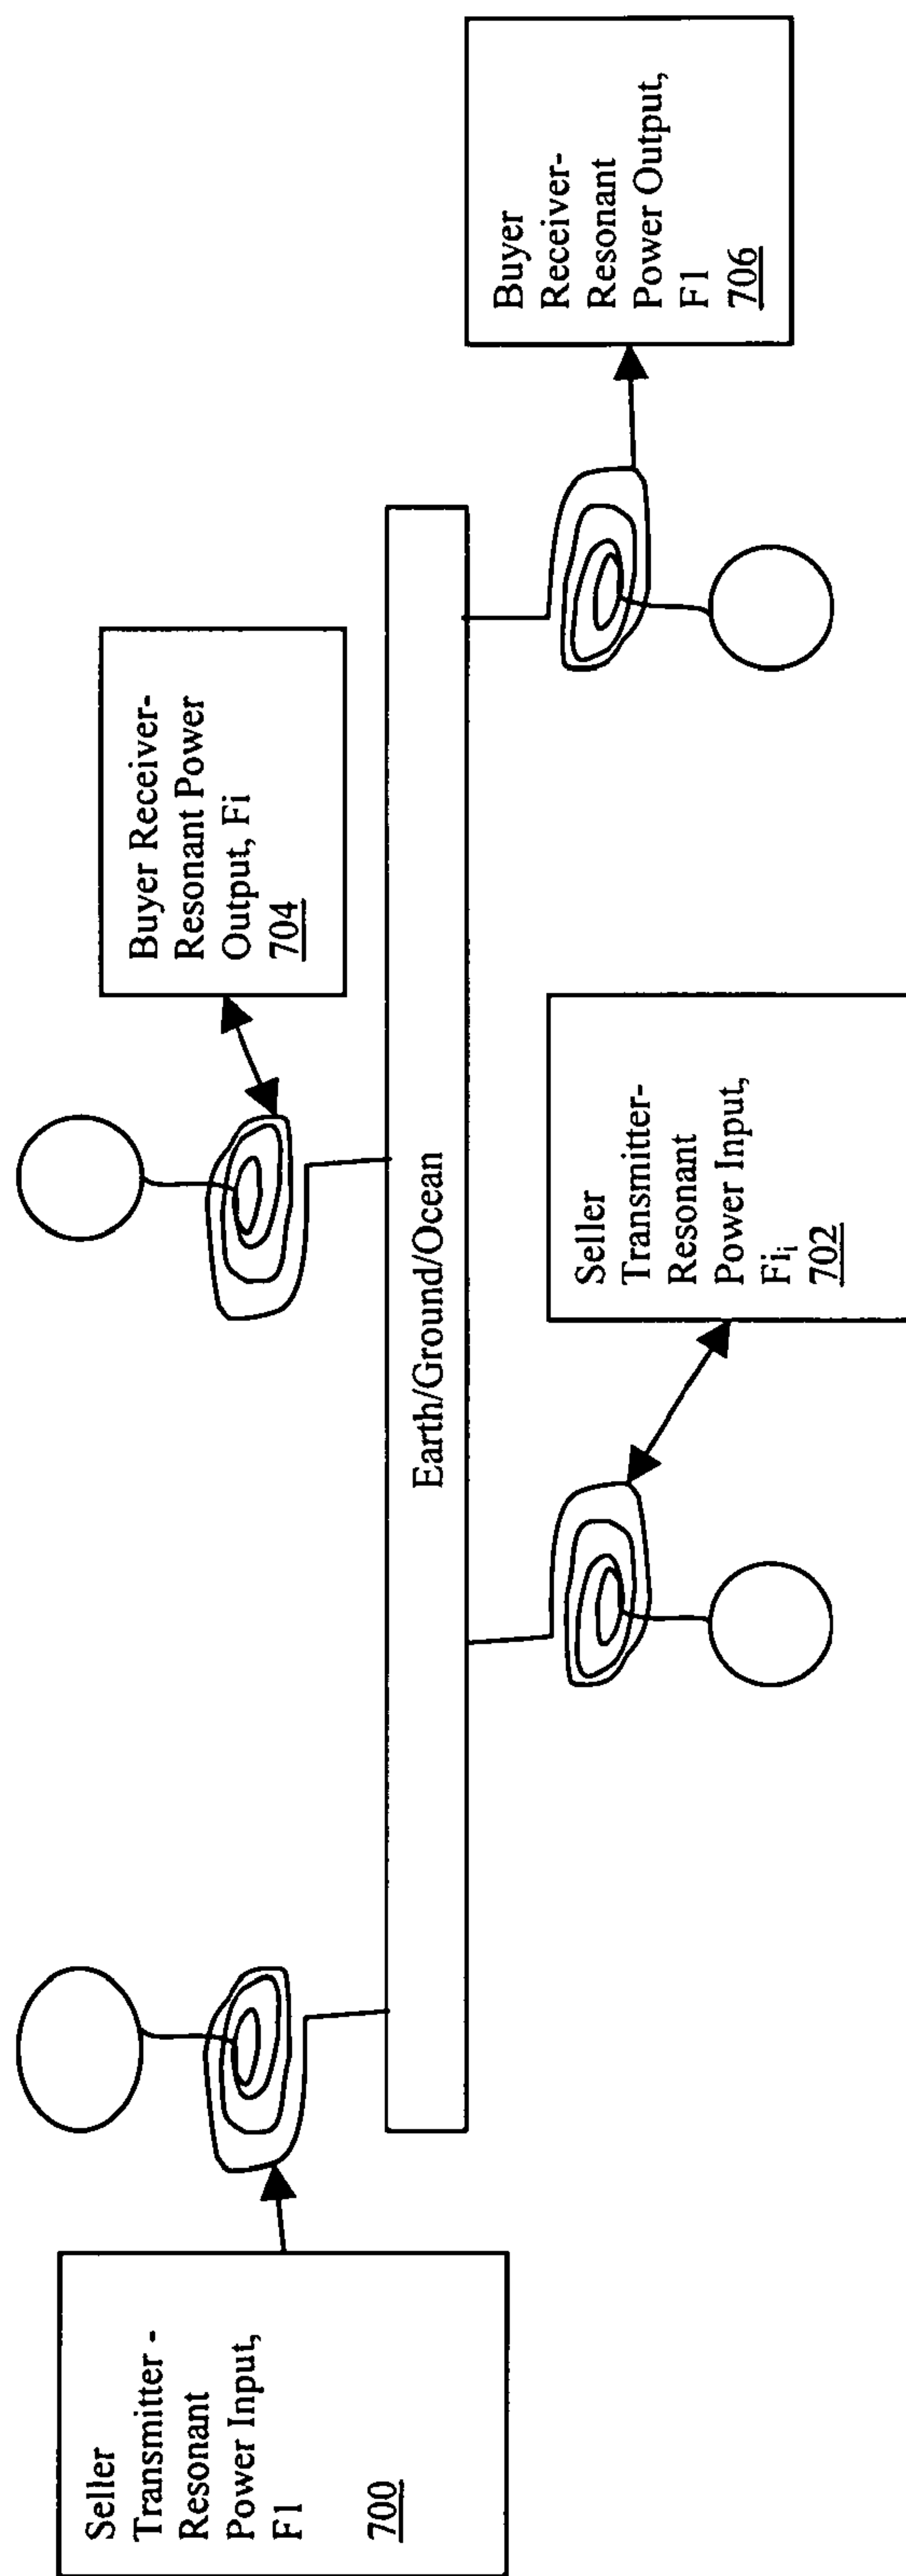 Seller
Transmitter -
Resonant
Power Input,
F1
700
Buyer Receiver-
Resonant Power
Output, Fi
704
Earth/Ground/Ocean
Seller
Transmitter-
Resonant
Power Input,
Fii
702
Buyer
Receiver-
Resonant
Power Output,
F1
706